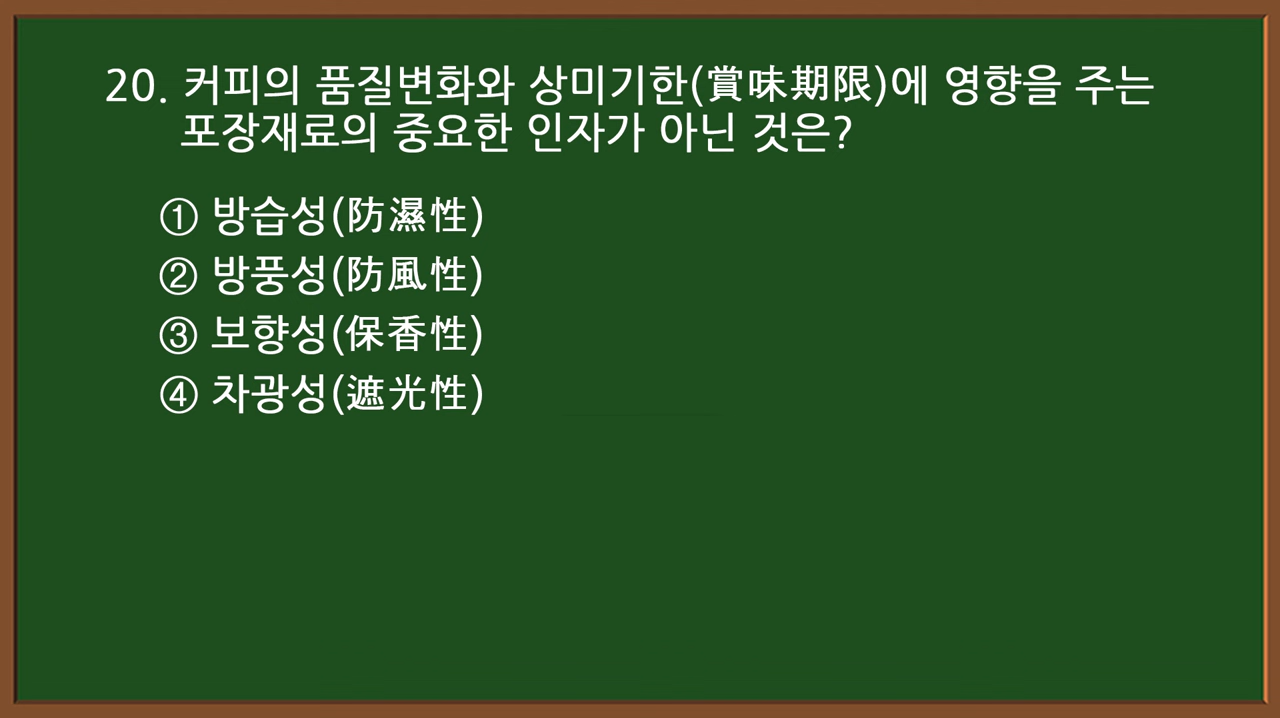 20. 커피의 품질변화와 상미기한(賞味期限)에 영향을 주는
포장재료의 중요한 인자가 아닌 것은?
① 방습성(防濕性)
② 방풍성(防風性)
③ 보향성(保香性)
④ 차광성(遮光性)